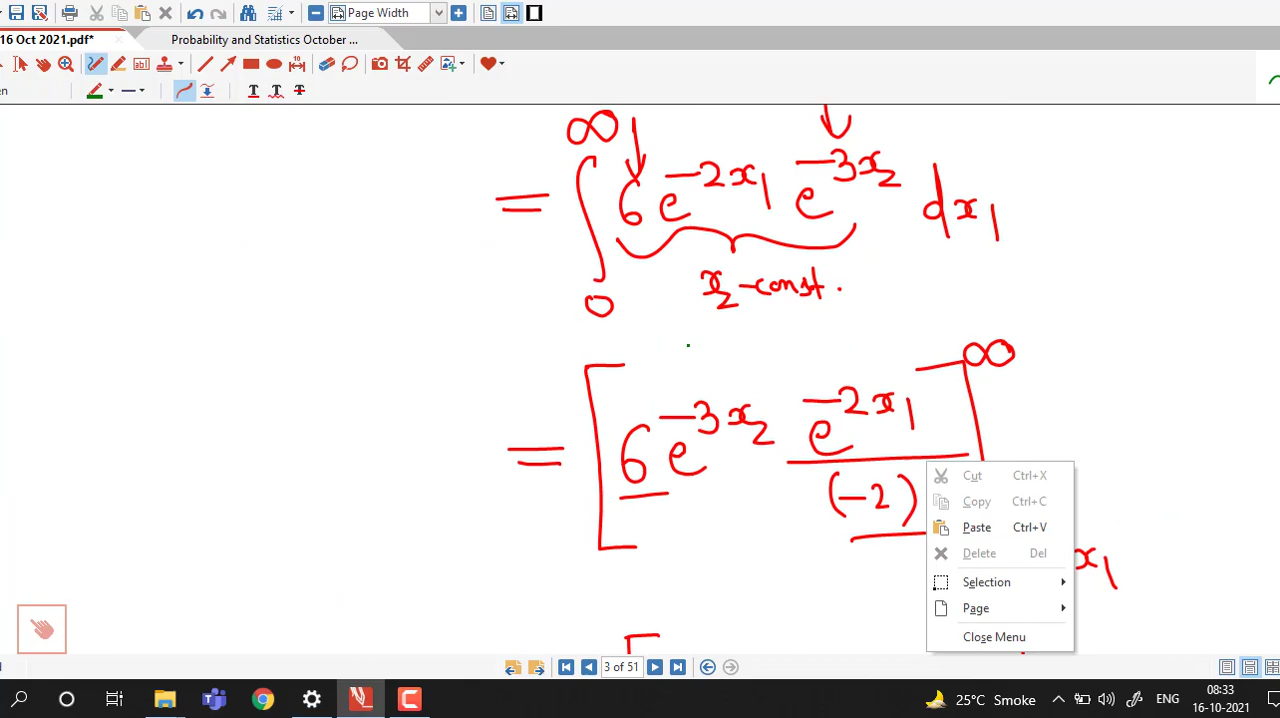 Page Width
16 Oct 2021.pdf*
Probability and Statistics October ...
en
= ∫₀^∞ 6 e^{-2x₁} e^{-3x₂} dx₁
x₂-const.
= [6 e^{-3x₂} e^{-2x₁} / (-2)]^∞
x₁
Cut Ctrl+X
Copy Ctrl+C
Paste Ctrl+V
Delete Del
Selection
Page
Close Menu
3 of 51
25°C Smoke
ENG
08:33
16-10-2021